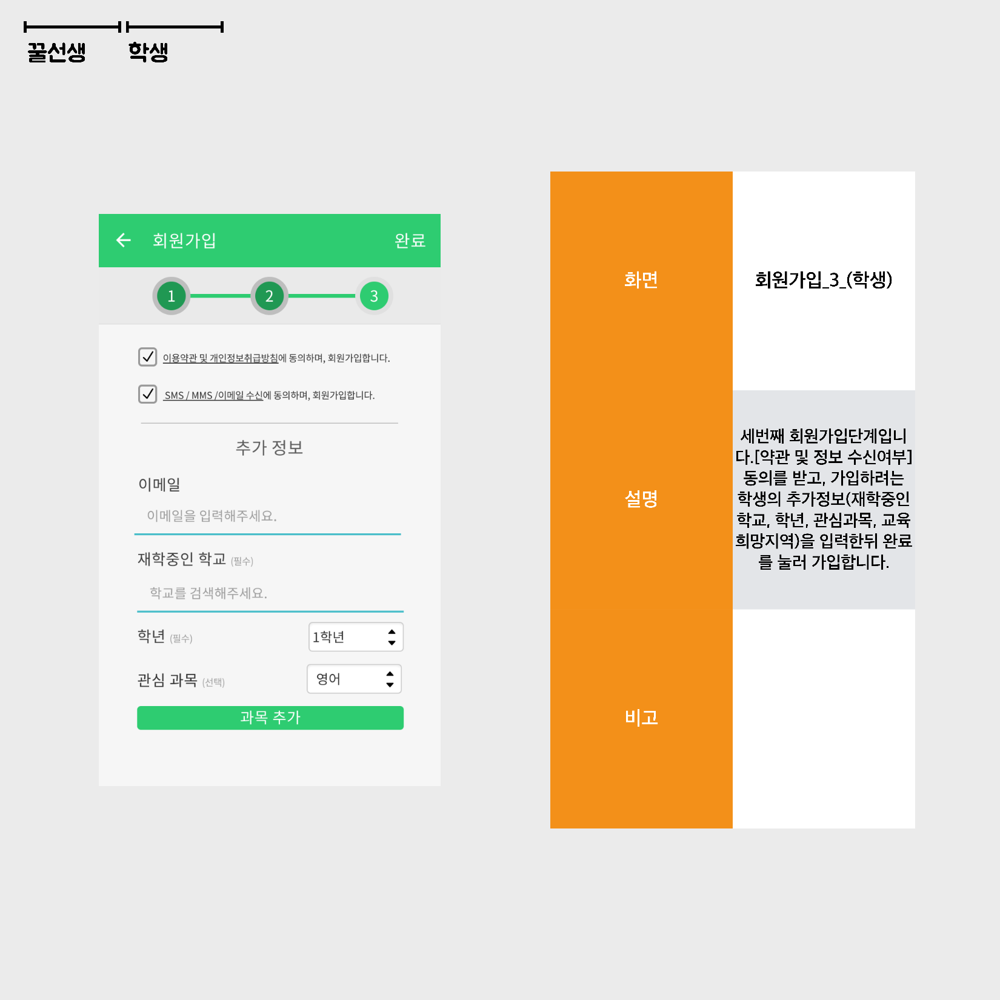 꿀선생 학생
회원가입 완료
1 2 3
이용약관 및 개인정보취급방침에 동의하며, 회원가입합니다.
SMS / MMS /이메일 수신에 동의하며, 회원가입합니다.
추가 정보
이메일
이메일을 입력해주세요.
재학중인 학교 (필수)
학교를 검색해주세요.
학년 (필수) 1학년
관심 과목 (선택) 영어
과목 추가
화면 회원가입_3_(학생)
설명
세번째 회원가입단계입니
다.[약관 및 정보 수신여부]
동의를 받고, 가입하려는
학생의 추가정보(재학중인
학교, 학년, 관심과목, 교육
희망지역)을 입력한뒤 완료
를 눌러 가입합니다.
비고